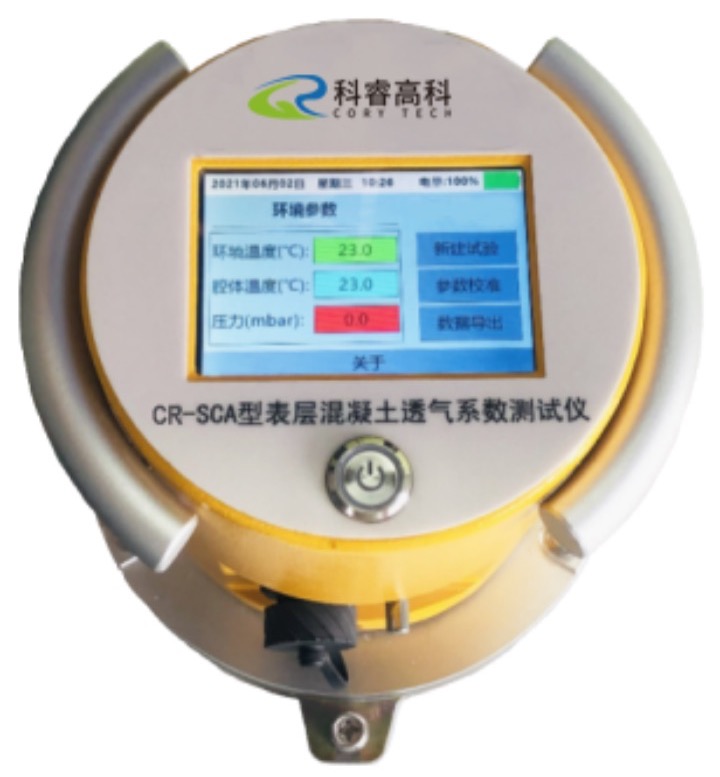 科睿高科
CORY TECH
2021年06月02日 星期三 10:26 电量:100%
环境参数
环境温度(℃): 23.0 新建试验
腔体温度(℃): 23.0 参数校准
压力(mbar): 0.0 数据导出
关于
CR-SCA型表层混凝土透气系数测试仪